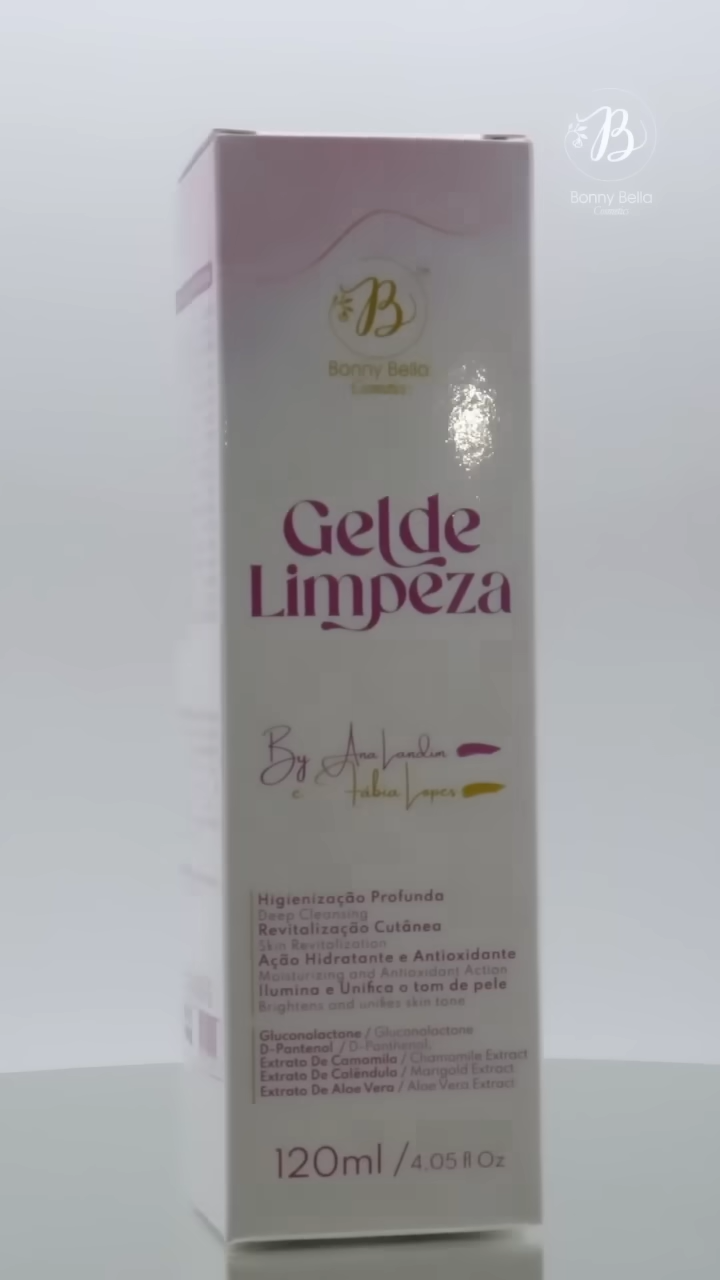 B
Bonny Bella
Cosmetics
B
Bonny Bella
Cosmetics
Gel de
Limpeza
By Ana Landim
e Fábia Lopes
Higienização Profunda
Deep Cleansing
Revitalização Cutânea
Skin Revitalization
Ação Hidratante e Antioxidante
Moisturizing and Antioxidant Action
Ilumina e Unifica o tom de pele
Brightens and unifies skin tone
Gluconolactone / Gluconolactone
D-Pantenol / D-Panthenol
Extrato De Camomila / Chamomile Extract
Extrato De Calêndula / Marigold Extract
Extrato De Aloe Vera / Aloe Vera Extract
120ml / 4.05 fl Oz